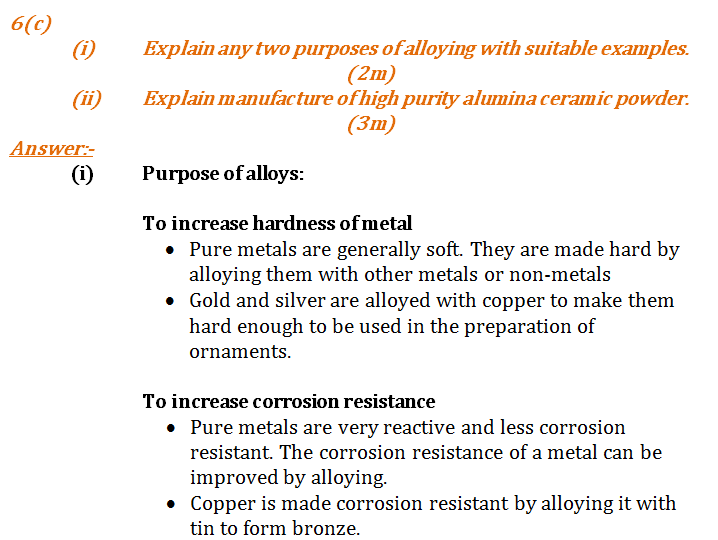 6(c)
(i) Explain any two purposes of alloying with suitable examples.
(2m)
(ii) Explain manufacture of high purity alumina ceramic powder.
(3m)
Answer:-
(i) Purpose of alloys:
To increase hardness of metal
• Pure metals are generally soft. They are made hard by
alloying them with other metals or non-metals
• Gold and silver are alloyed with copper to make them
hard enough to be used in the preparation of
ornaments.
To increase corrosion resistance
• Pure metals are very reactive and less corrosion
resistant. The corrosion resistance of a metal can be
improved by alloying.
• Copper is made corrosion resistant by alloying it with
tin to form bronze.